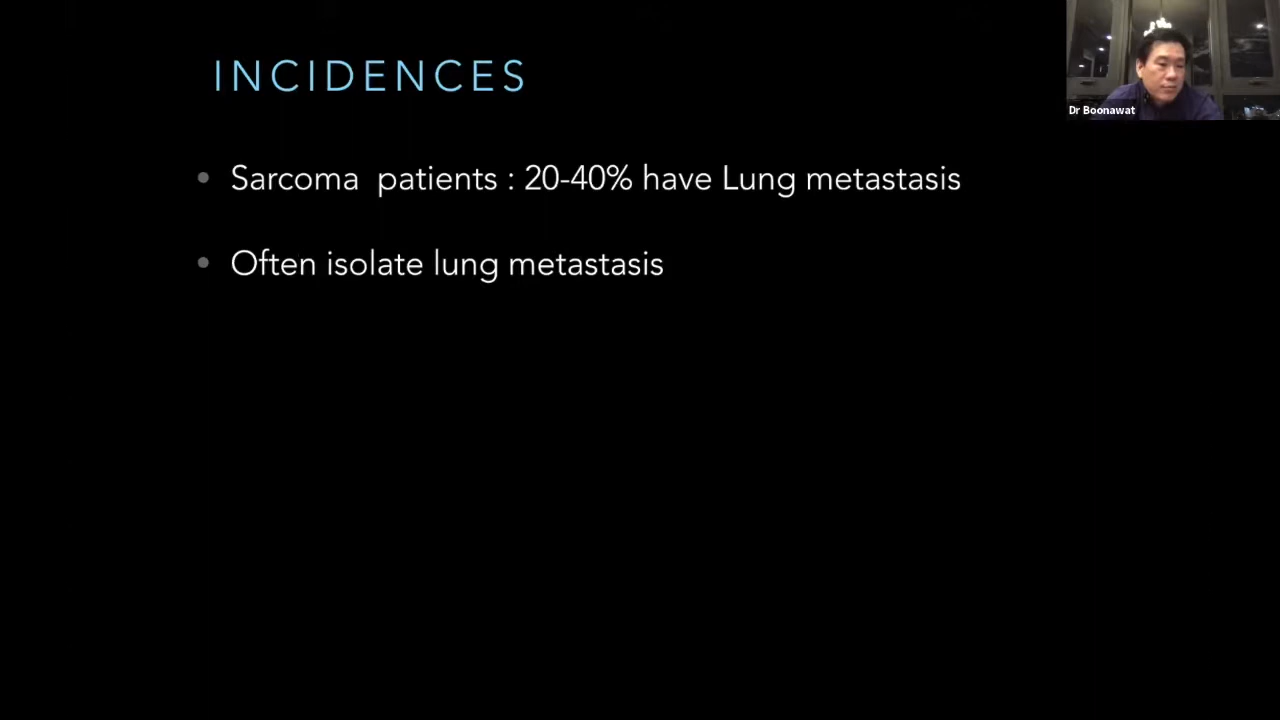 INCIDENCES
Dr Boonawat
Sarcoma patients : 20-40% have Lung metastasis
Often isolate lung metastasis